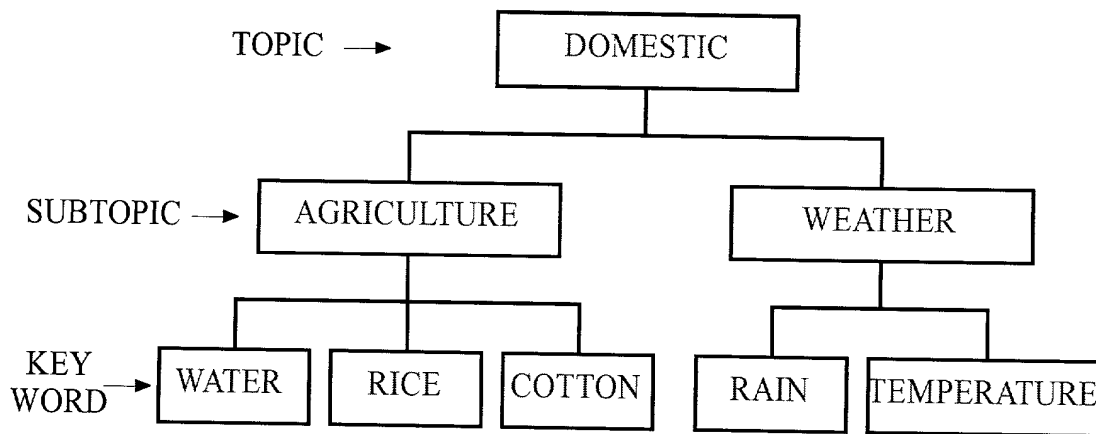 TOPIC
DOMESTIC
SUBTOPIC
AGRICULTURE
WEATHER
KEY
WORD
WATER
RICE
COTTON
RAIN
TEMPERATURE